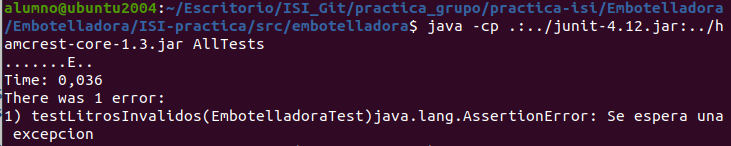 alumno@ubuntu2004:~/Escritorio/ISI_Git/practica_grupo/practica-isi/Embotelladora
/Embotelladora/ISI-practica/src/embotelladora$ java -cp .:../junit-4.12.jar:../h
amcrest-core-1.3.jar AllTests
.......E..
Time: 0,036
There was 1 error:
1) testLitrosInvalidos(EmbotelladoraTest)java.lang.AssertionError: Se espera una
 excepcion